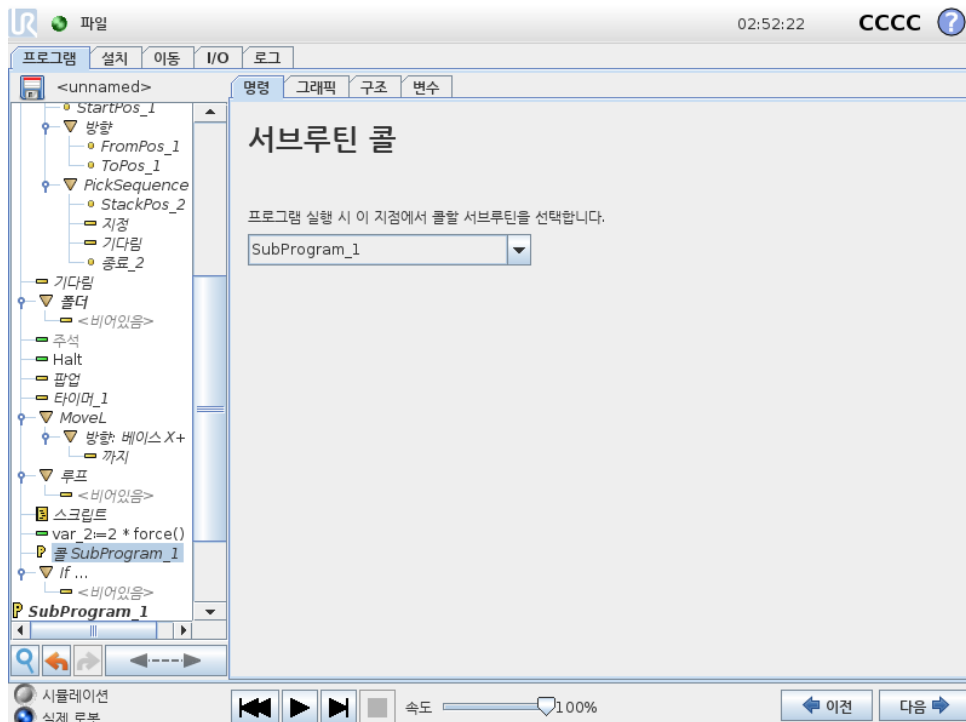 UR 파일 02:52:22 CCCC ?
프로그램 설치 이동 I/O 로그
<unnamed>
명령 그래픽 구조 변수
StartPos_1
방향
FromPos_1
ToPos_1
PickSequence
StackPos_2
지정
기다림
종료_2
기다림
폴더
<비어있음>
주석
Halt
팝업
타이머_1
MoveL
방향: 베이스 X+
까지
루프
<비어있음>
스크립트
var_2:=2 * force()
콜 SubProgram_1
If ...
<비어있음>
SubProgram_1
서브루틴 콜
프로그램 실행 시 이 지점에서 콜할 서브루틴을 선택합니다.
SubProgram_1
시뮬레이션
실제 로봇
속도 100%
이전 다음